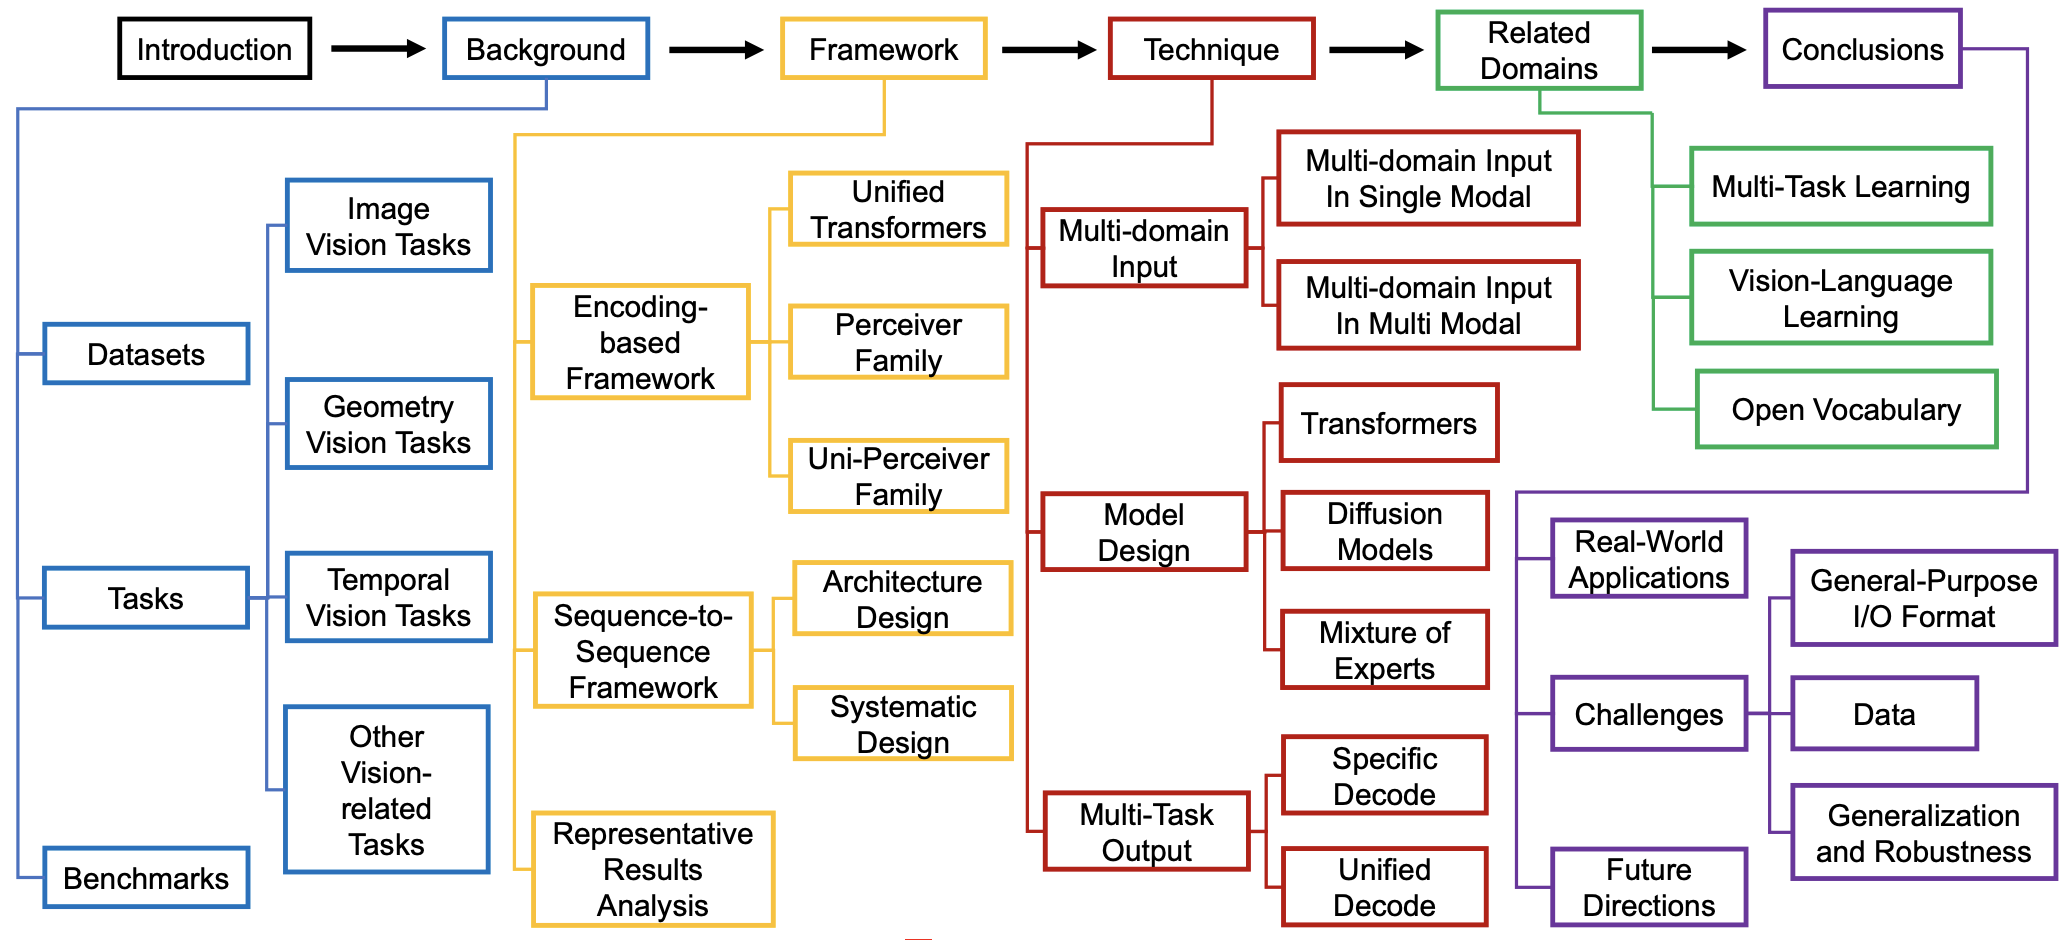 Introduction
Background
Framework
Technique
Related
Domains
Conclusions
Datasets
Tasks
Benchmarks
Image
Vision Tasks
Geometry
Vision Tasks
Temporal
Vision Tasks
Other
Vision-
related
Tasks
Encoding-
based
Framework
Unified
Transformers
Perceiver
Family
Uni-Perceiver
Family
Sequence-to-
Sequence
Framework
Architecture
Design
Systematic
Design
Representative
Results
Analysis
Multi-domain
Input
Multi-domain Input
In Single Modal
Multi-domain Input
In Multi Modal
Model
Design
Transformers
Diffusion
Models
Mixture of
Experts
Multi-Task
Output
Specific
Decode
Unified
Decode
Multi-Task Learning
Vision-Language
Learning
Open Vocabulary
Real-World
Applications
Challenges
General-Purpose
I/O Format
Data
Generalization
and Robustness
Future
Directions